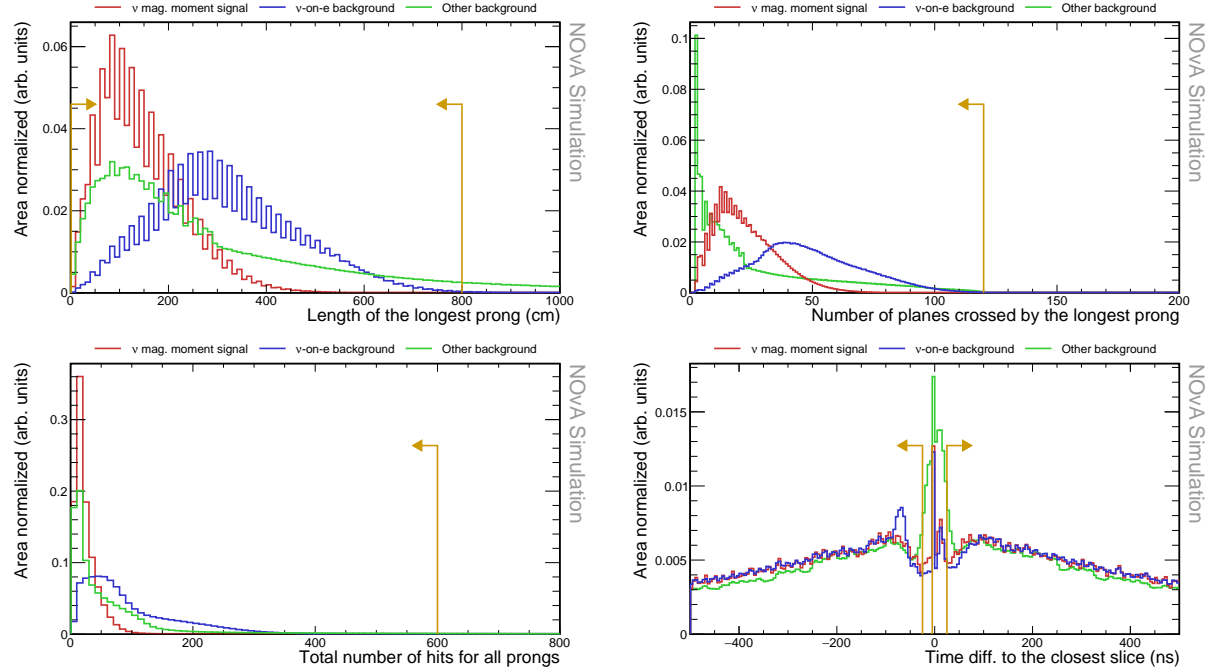 ν mag. moment signal ν-on-e background Other background
Area normalized (arb. units)
0.06
0.04
0.02
0
0 200 400 600 800 1000
Length of the longest prong (cm)
NOvA Simulation
ν mag. moment signal ν-on-e background Other background
Area normalized (arb. units)
0.1
0.08
0.06
0.04
0.02
0
0 50 100 150 200
Number of planes crossed by the longest prong
NOvA Simulation
ν mag. moment signal ν-on-e background Other background
Area normalized (arb. units)
0.3
0.2
0.1
0
0 200 400 600 800
Total number of hits for all prongs
NOvA Simulation
ν mag. moment signal ν-on-e background Other background
Area normalized (arb. units)
0.015
0.01
0.005
0
−400 −200 0 200 400
Time diff. to the closest slice (ns)
NOvA Simulation